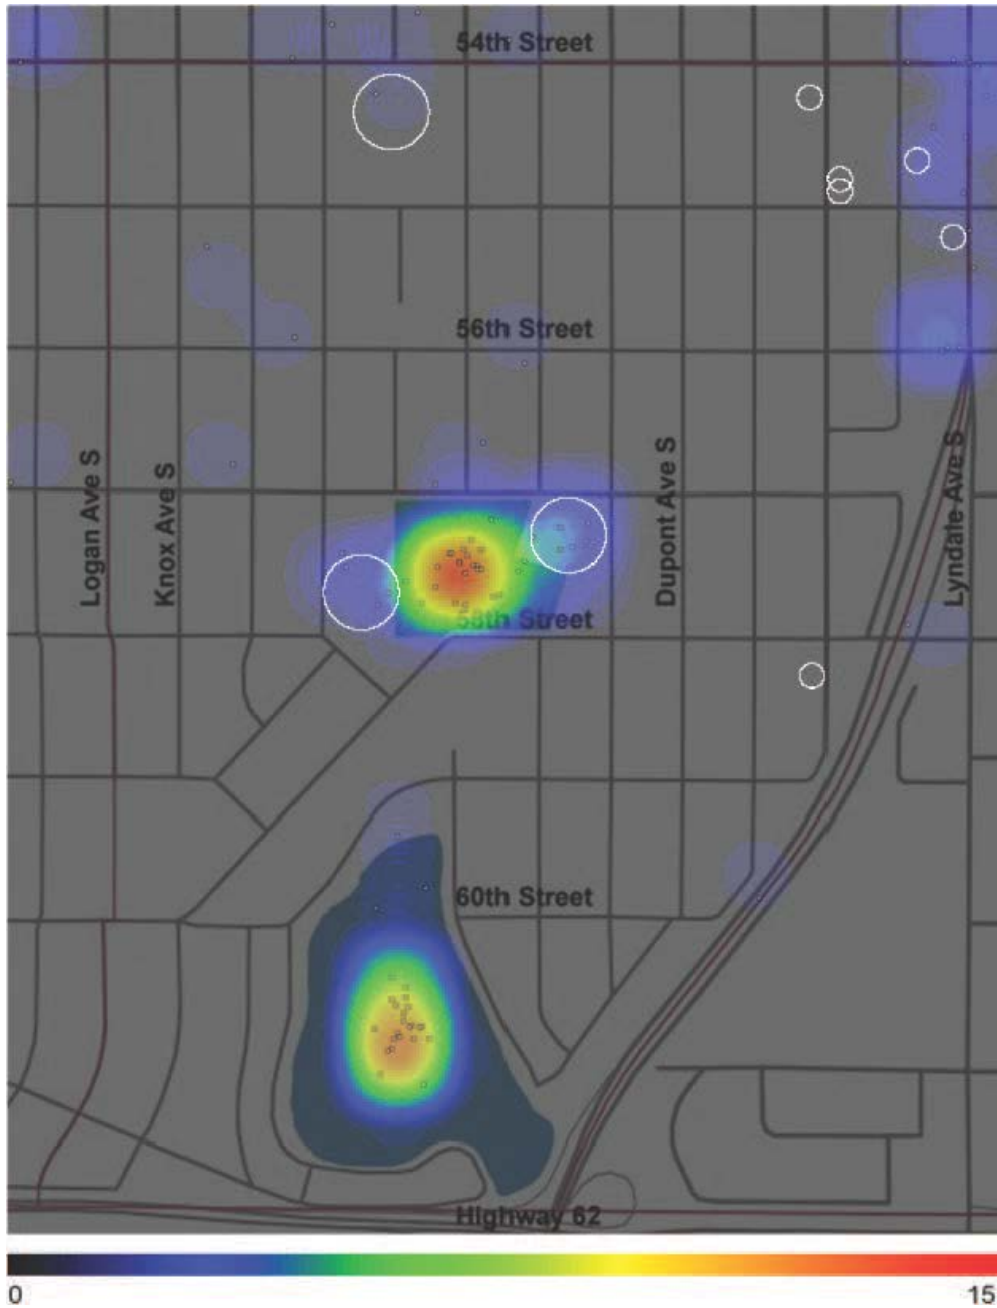 54th Street
56th Street
Logan Ave S
Knox Ave S
Dupont Ave S
Lyndale Ave S
58th Street
60th Street
Highway 62
0
15